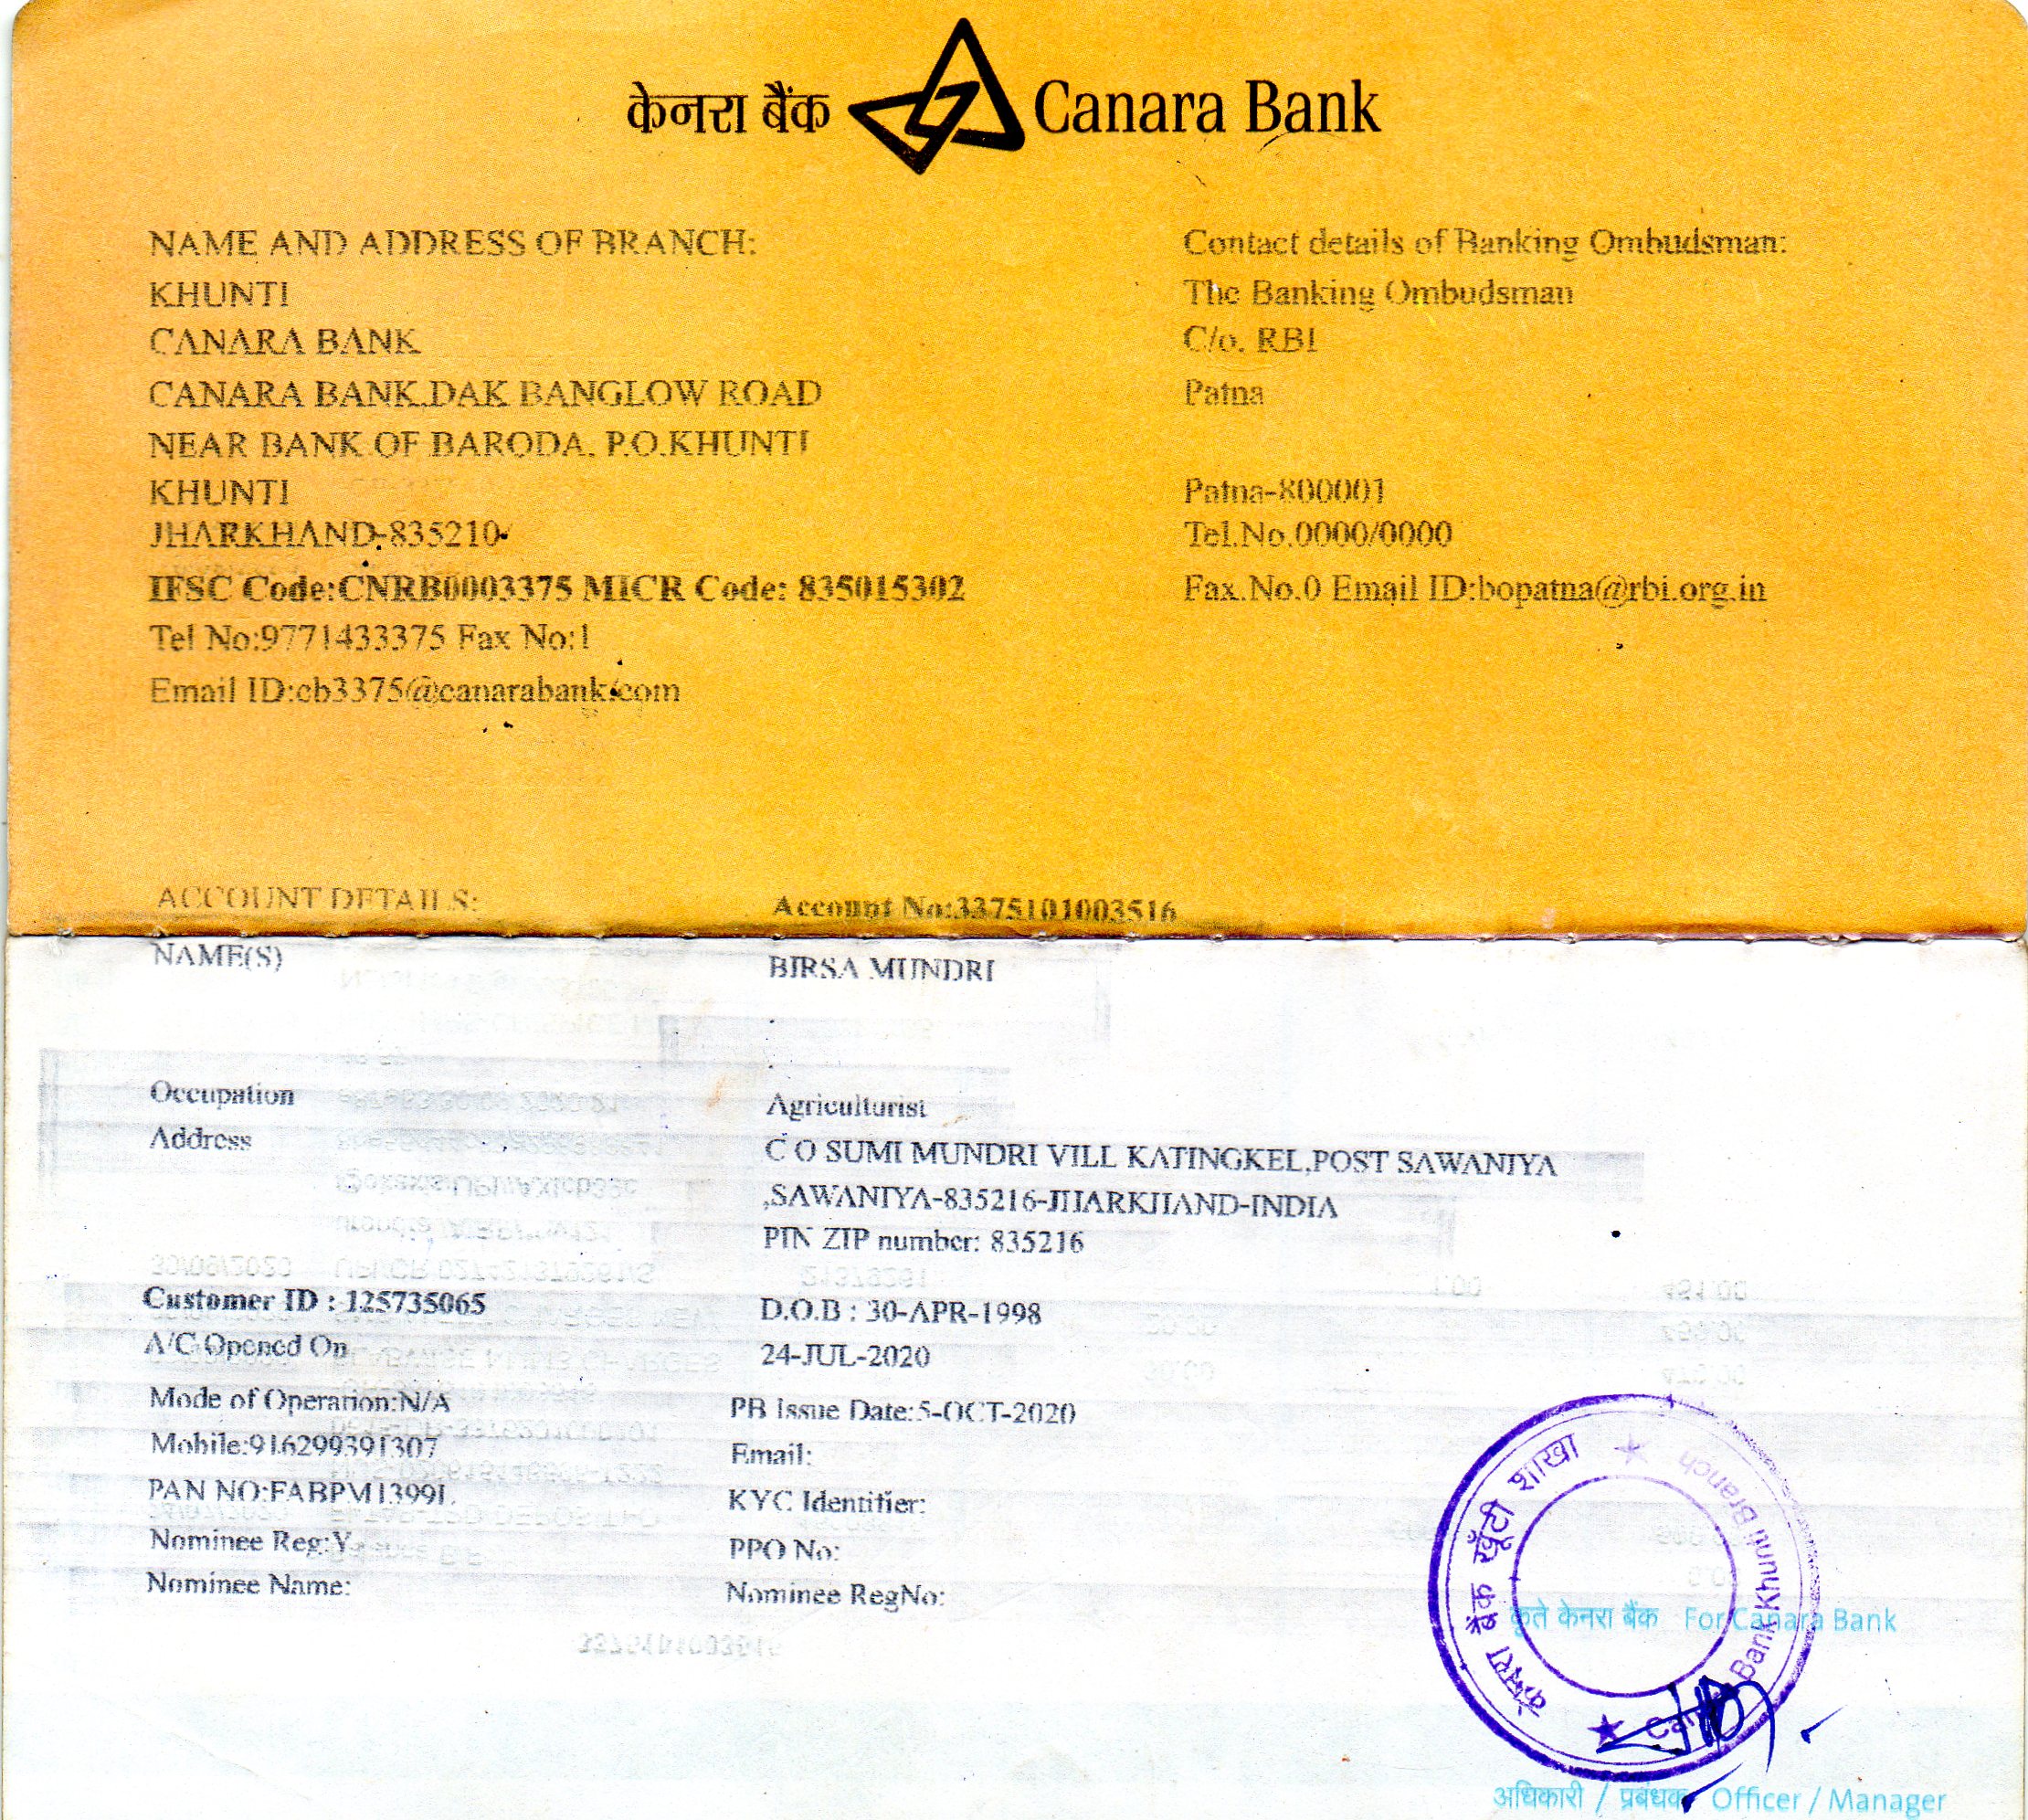 केनरा बैंक Canara Bank
NAME AND ADDRESS OF BRANCH:
KHUNTI
CANARA BANK
CANARA BANK,DAK BANGLOW ROAD
NEAR BANK OF BARODA, P.O.KHUNTI
KHUNTI
JHARKHAND-835210
IFSC Code:CNRB0003375 MICR Code: 835015302
Tel No:9771433375 Fax No:1
Email ID:cb3375@canarabank.com
Contact details of Banking Ombudsman:
The Banking Ombudsman
C/o. RBI
Patna
Patna-800001
Tel.No.0000/0000
Fax.No.0 Email ID:bopatna@rbi.org.in
ACCOUNT DETAILS: Account No:3375101003516
NAME(S) BIRSA MUNDRI
Occupation Agriculturist
Address C O SUMI MUNDRI VILL KATINGKEL,POST SAWANIYA
,SAWANIYA-835216-JHARKHAND-INDIA
PIN ZIP number: 835216
Customer ID : 125735065 D.O.B : 30-APR-1998
A/C Opened On 24-JUL-2020
Mode of Operation:N/A PB Issue Date:5-OCT-2020
Mobile:916299391307 Email:
PAN NO:FABPM1399L KYC Identifier:
Nominee Reg:Y PPO No:
Nominee Name: Nominee RegNo:
केनरा बैंक खूँटी शाखा
Canara Bank Khunti Branch
कृते केनरा बैंक For Canara Bank
अधिकारी / प्रबंधक Officer / Manager